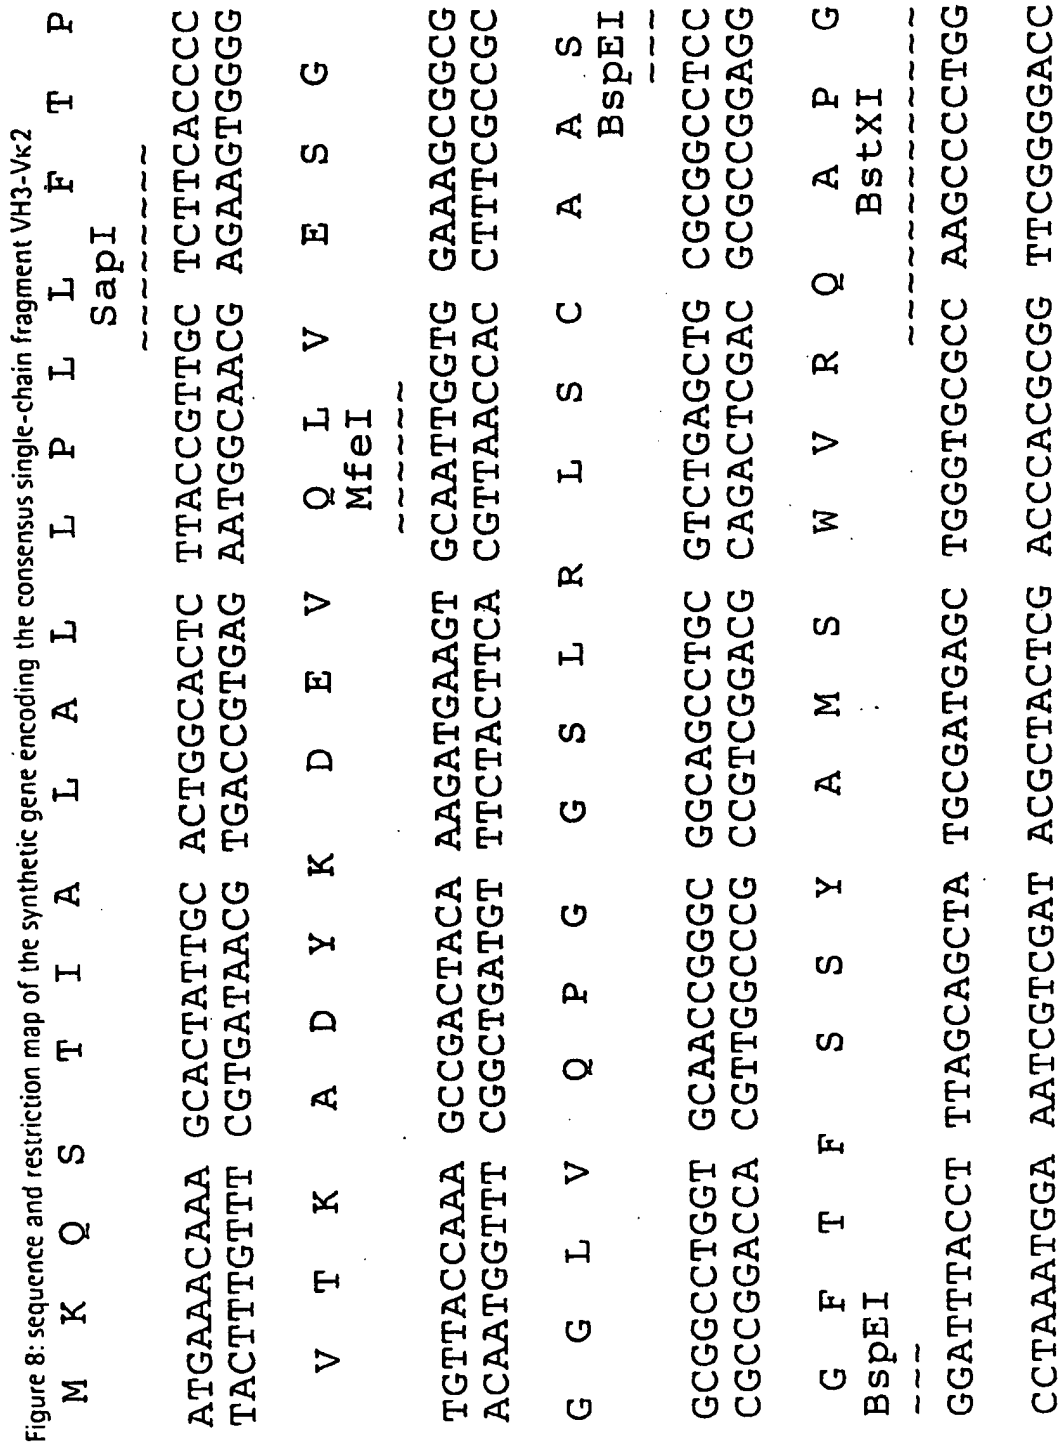 Figure 8: sequence and restriction map of the synthetic gene encoding the consensus single-chain fragment VH3-Vκ2
M K Q S T I A L A L L P L L F T P
SapI
~~~~~~~~
ATGAAACAAA GCACTATTGC ACTGGCACTC TTACCGTTGC TCTTCACCCC
TACTTTGTTT CGTGATAACG TGACCGTGAG AATGGCAACG AGAAGTGGGG
V T K A D Y K D E V Q L V E S G
MfeI
~~~~~~
TGTTACCAAA GCCGACTACA AAGATGAAGT GCAATTGGTG GAAAGCGGCG
ACAATGGTTT CGGCTGATGT TTCTACTTCA CGTTAACCAC CTTTCGCCGC
G G L V Q P G G S L R L S C A A S
BspEI
~~~
GCGGCCTGGT GCAACCGGGC GGCAGCCTGC GTCTGAGCTG CGCGGCCTCC
CGCCGGACCA CGTTGGCCCG CCGTCGGACG CAGACTCGAC GCGCCGGAGG
G F T F S S Y A M S W V R Q A P G
BspEI BstXI
~~~ ~~~~~~~~~~~~
GGATTTACCT TTAGCAGCTA TGCGATGAGC TGGGTGCGCC AAGCCCCTGG
CCTAAATGGA AATCGTCGAT ACGCTACTCG ACCCACGCGG TTCGGGGACC